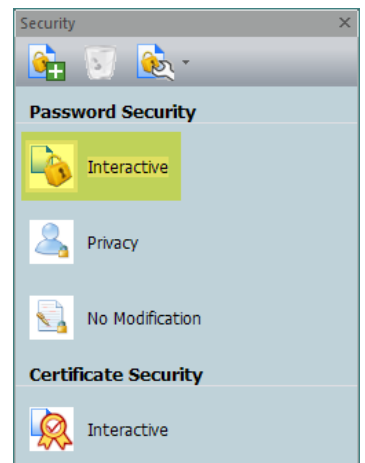 Security
Password Security
Interactive
Privacy
No Modification
Certificate Security
Interactive